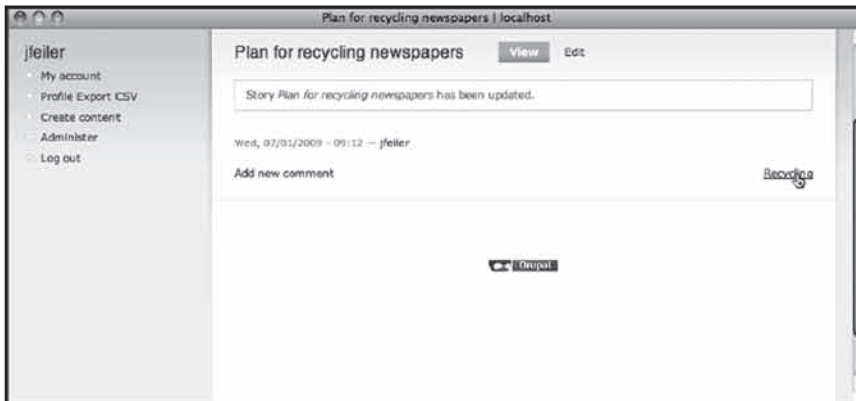 Plan for recycling newspapers | localhost
jfeiler
My account
Profile Export CSV
Create content
Administer
Log out
Plan for recycling newspapers View Edit
Story Plan for recycling newspapers has been updated.
Wed, 07/01/2009 - 09:12 — jfeiler
Add new comment
Recycling
Drupal